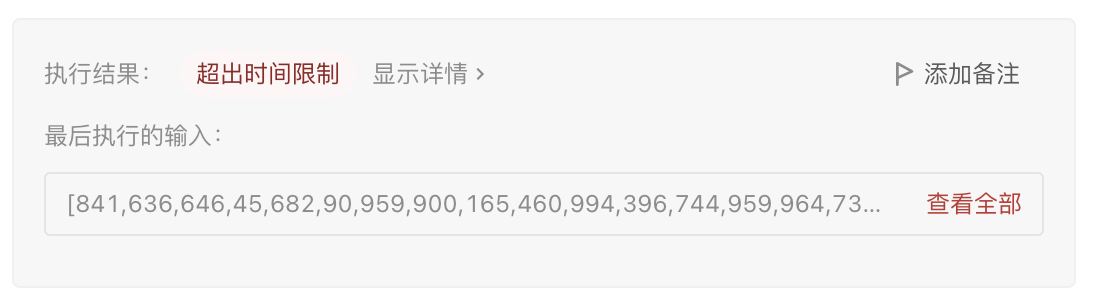 执行结果： 超出时间限制 显示详情 > 添加备注
最后执行的输入：
[841,636,646,45,682,90,959,900,165,460,994,396,744,959,964,73... 查看全部